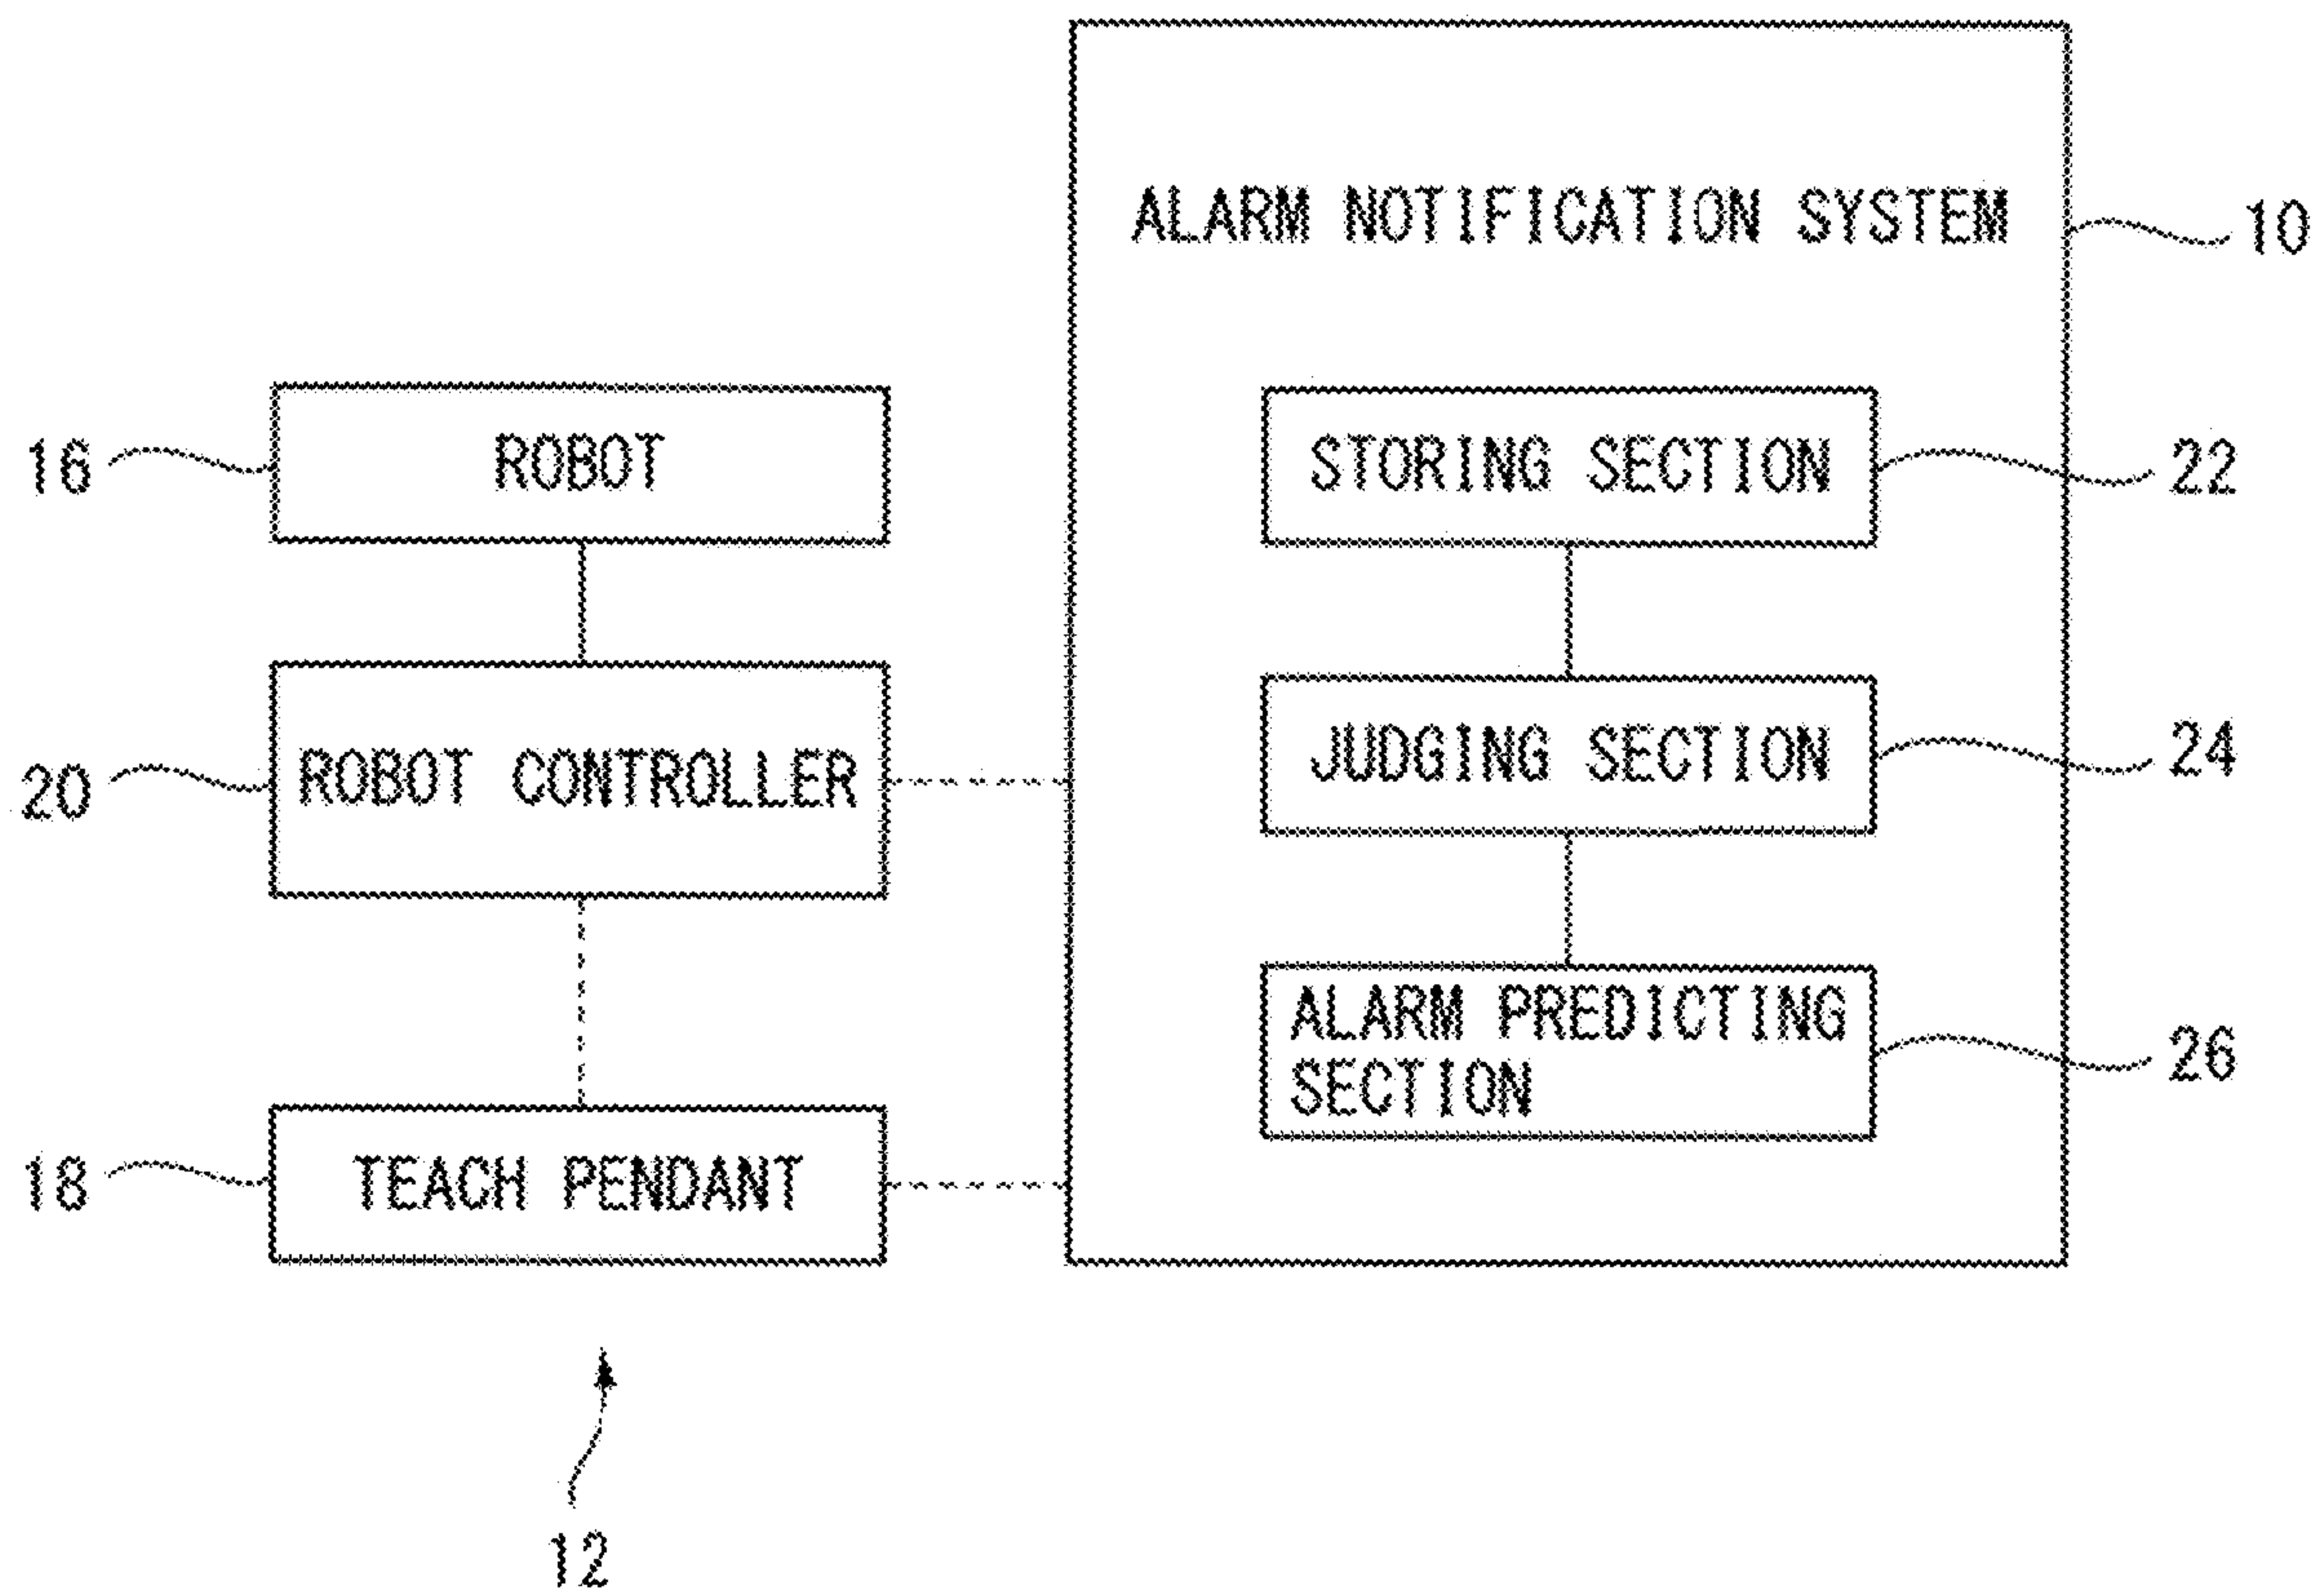 ALARM NOTIFICATION SYSTEM
10
16
ROBOT
20
ROBOT CONTROLLER
18
TEACH PENDANT
12
STORING SECTION
22
JUDGING SECTION
24
ALARM PREDICTING
SECTION
26